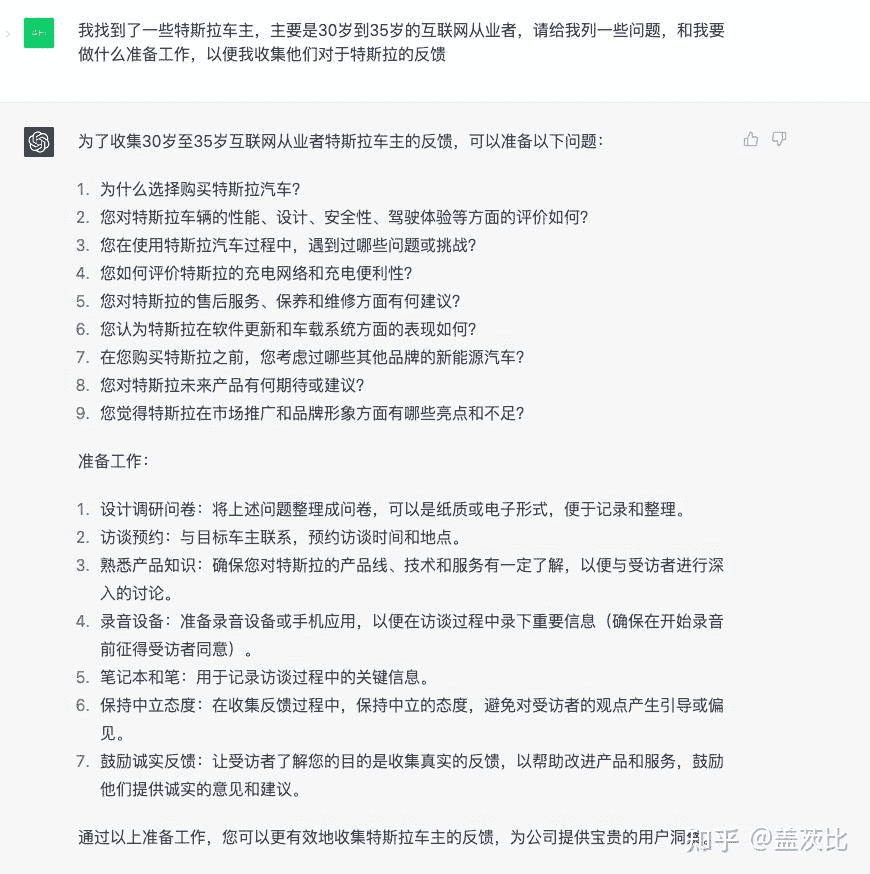 我找到了一些特斯拉车主，主要是30岁到35岁的互联网从业者，请给我列一些问题，和我要
做什么准备工作，以便我收集他们对于特斯拉的反馈
为了收集30岁至35岁互联网从业者特斯拉车主的反馈，可以准备以下问题：
1. 为什么选择购买特斯拉汽车？
2. 您对特斯拉车辆的性能、设计、安全性、驾驶体验等方面的评价如何？
3. 您在使用特斯拉汽车过程中，遇到过哪些问题或挑战？
4. 您如何评价特斯拉的充电网络和充电便利性？
5. 您对特斯拉的售后服务、保养和维修方面有何建议？
6. 您认为特斯拉在软件更新和车载系统方面的表现如何？
7. 在您购买特斯拉之前，您考虑过哪些其他品牌的新能源汽车？
8. 您对特斯拉未来产品有何期待或建议？
9. 您觉得特斯拉在市场推广和品牌形象方面有哪些亮点和不足？
准备工作：
1. 设计调研问卷：将上述问题整理成问卷，可以是纸质或电子形式，便于记录和整理。
2. 访谈预约：与目标车主联系，预约访谈时间和地点。
3. 熟悉产品知识：确保您对特斯拉的产品线、技术和服务有一定了解，以便与受访者进行深
入的讨论。
4. 录音设备：准备录音设备或手机应用，以便在访谈过程中录下重要信息（确保在开始录音
前征得受访者同意）。
5. 笔记本和笔：用于记录访谈过程中的关键信息。
6. 保持中立态度：在收集反馈过程中，保持中立的态度，避免对受访者的观点产生引导或偏
见。
7. 鼓励诚实反馈：让受访者了解您的目的是收集真实的反馈，以帮助改进产品和服务，鼓励
他们提供诚实的意见和建议。
通过以上准备工作，您可以更有效地收集特斯拉车主的反馈，为公司提供宝贵的用户洞察。
知乎 @盖茨比